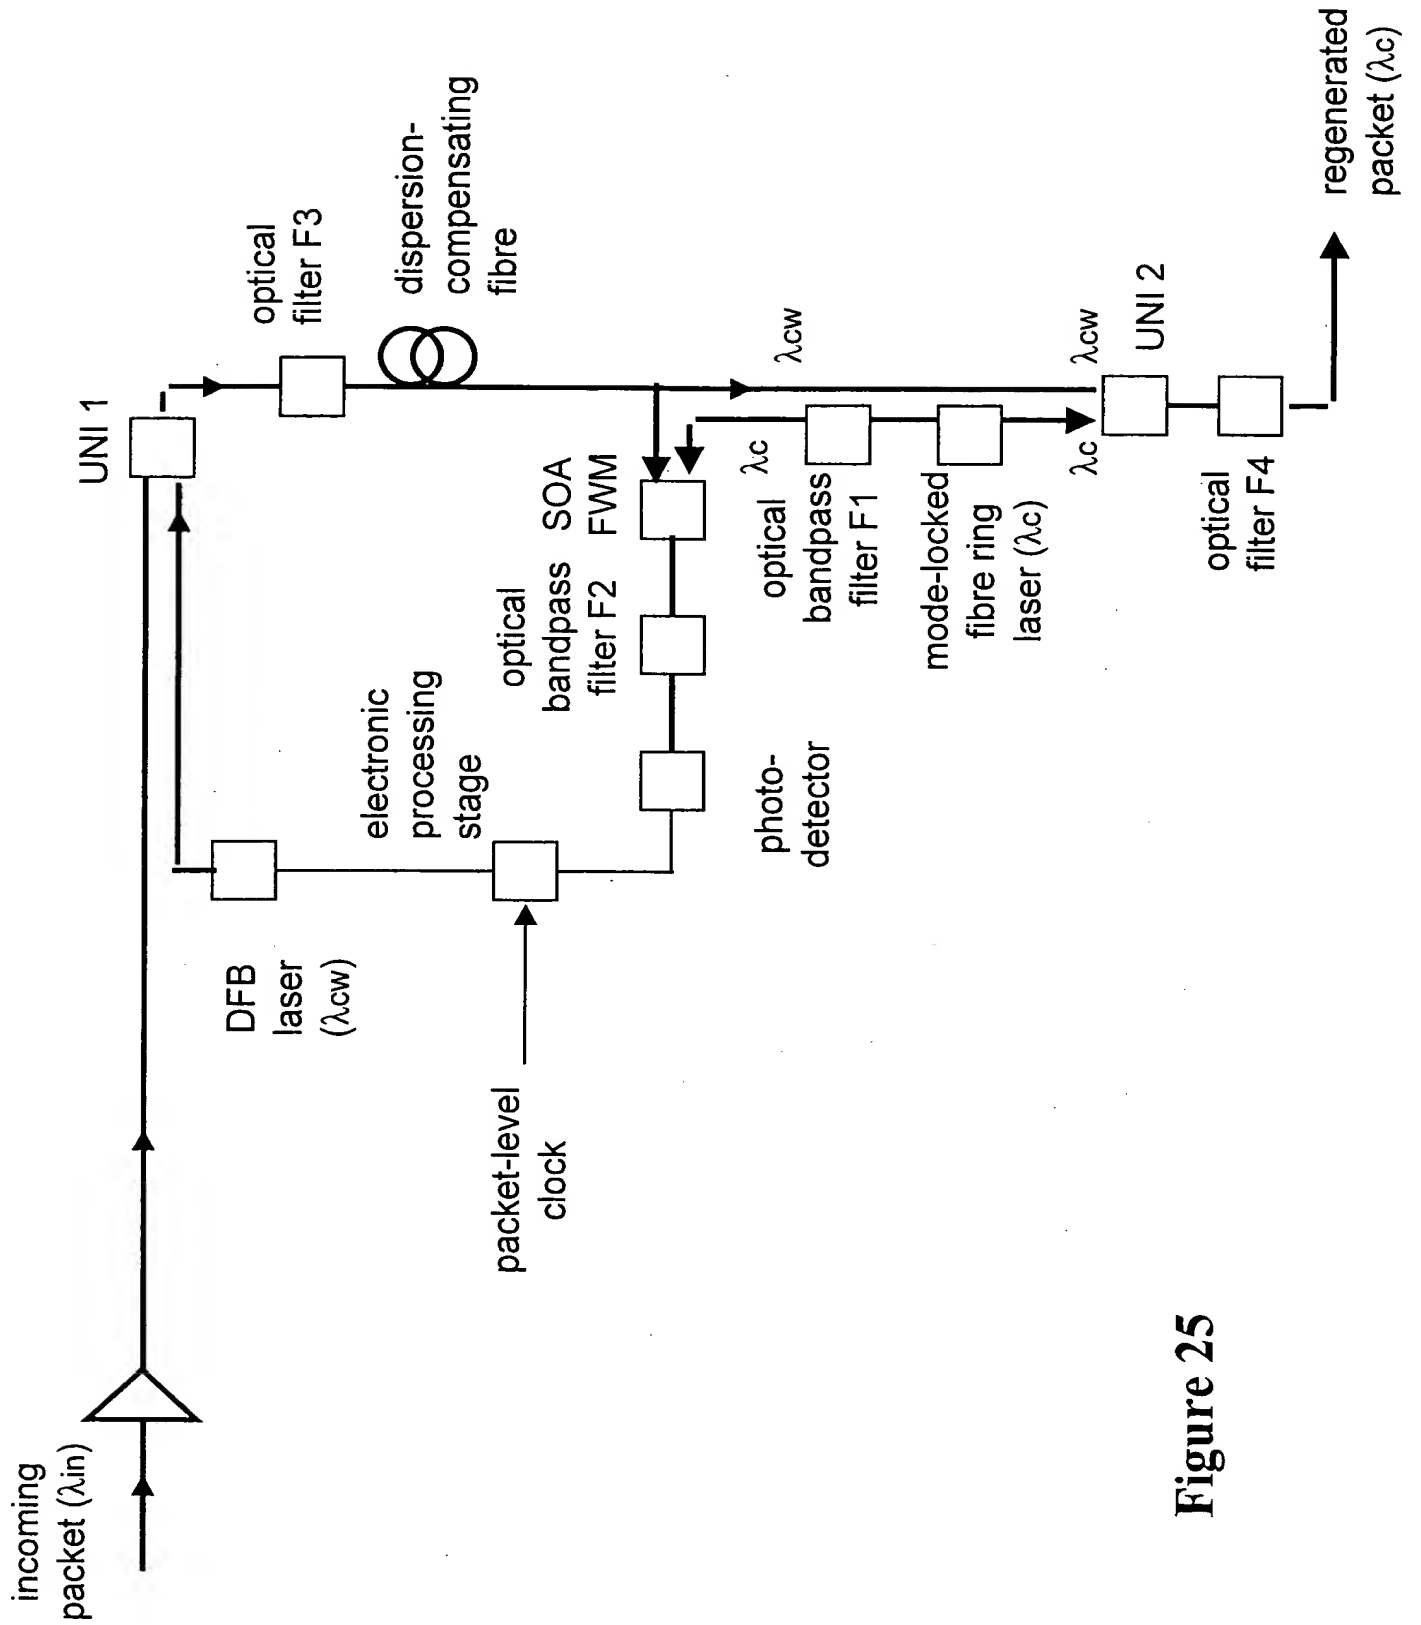 incoming
packet (λin)
UNI 1
optical
filter F3
dispersion-
compensating
fibre
DFB
laser
(λcw)
electronic
processing
stage
packet-level
clock
optical
bandpass
filter F2
SOA
FWM
photo-
detector
λcw
λc
optical
bandpass
filter F1
mode-locked
fibre ring
laser (λc)
λcw
λc
UNI 2
optical
filter F4
regenerated
packet (λc)
Figure 25